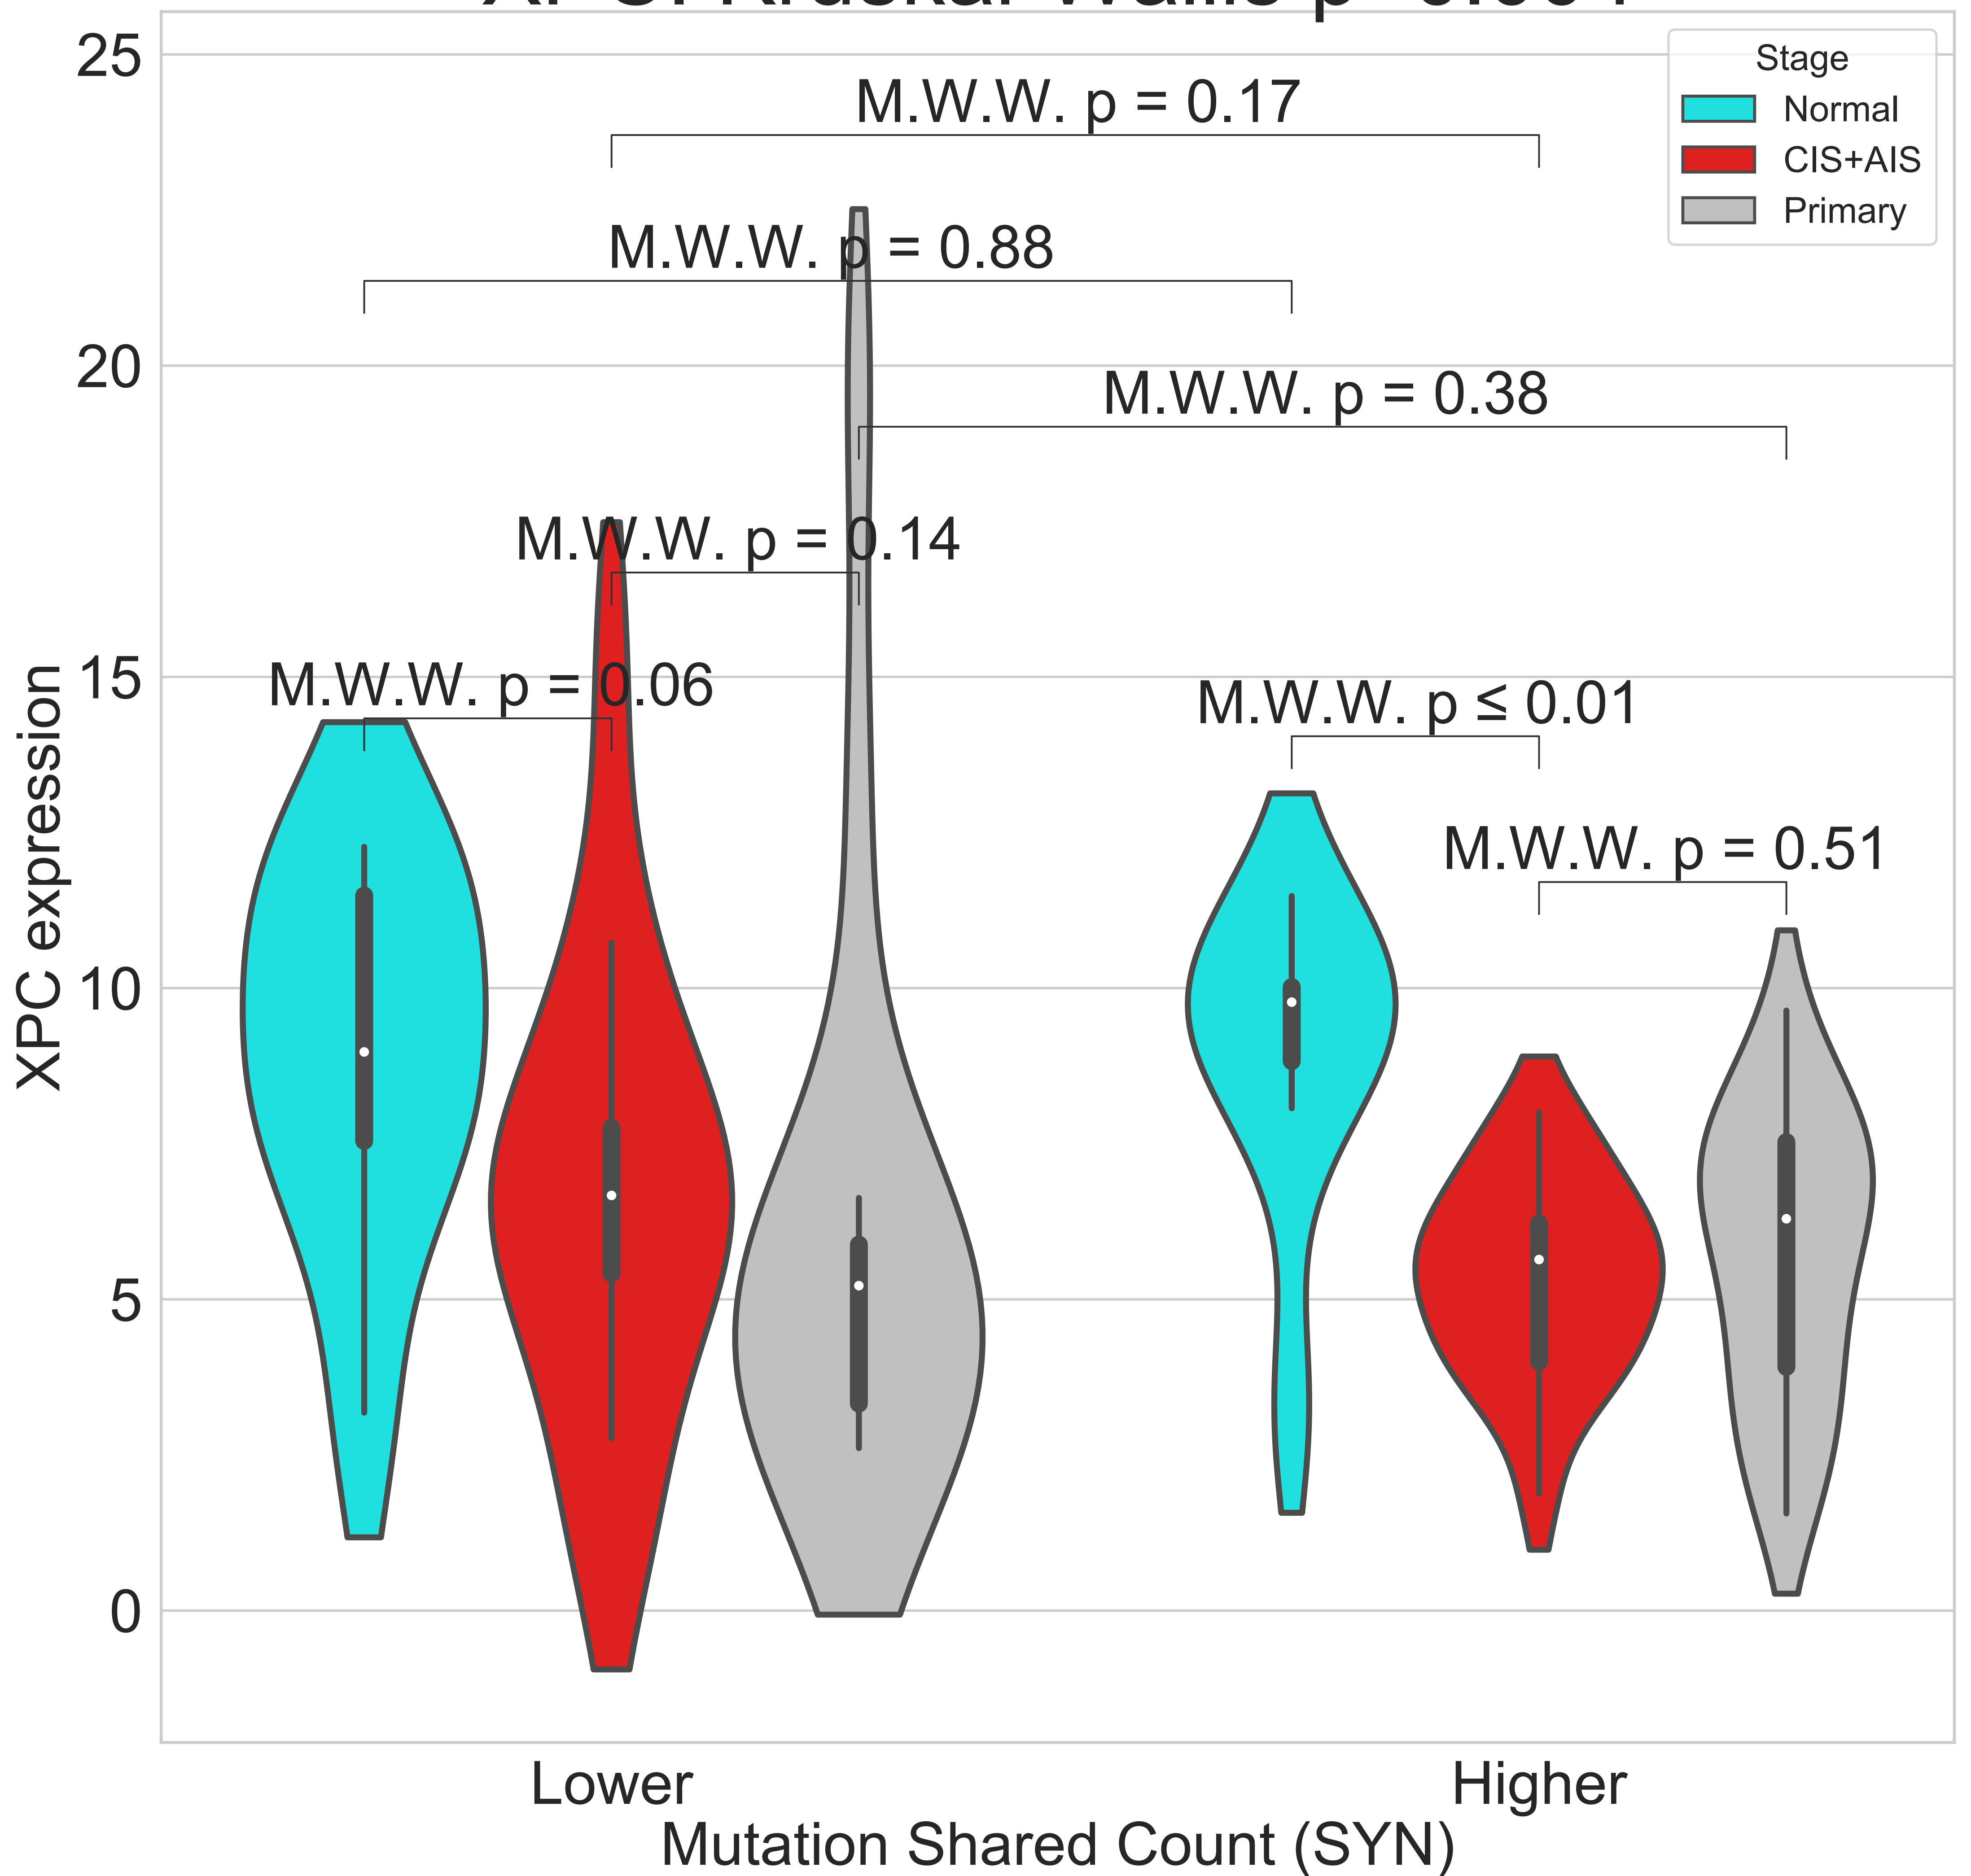 25
20
15
10
5
0
XPC expression
M.W.W. p = 0.17
M.W.W. p = 0.88
M.W.W. p = 0.38
M.W.W. p = 0.14
M.W.W. p = 0.06
M.W.W. p ≤ 0.01
M.W.W. p = 0.51
Stage
Normal
CIS+AIS
Primary
Lower
Higher
Mutation Shared Count (SYN)